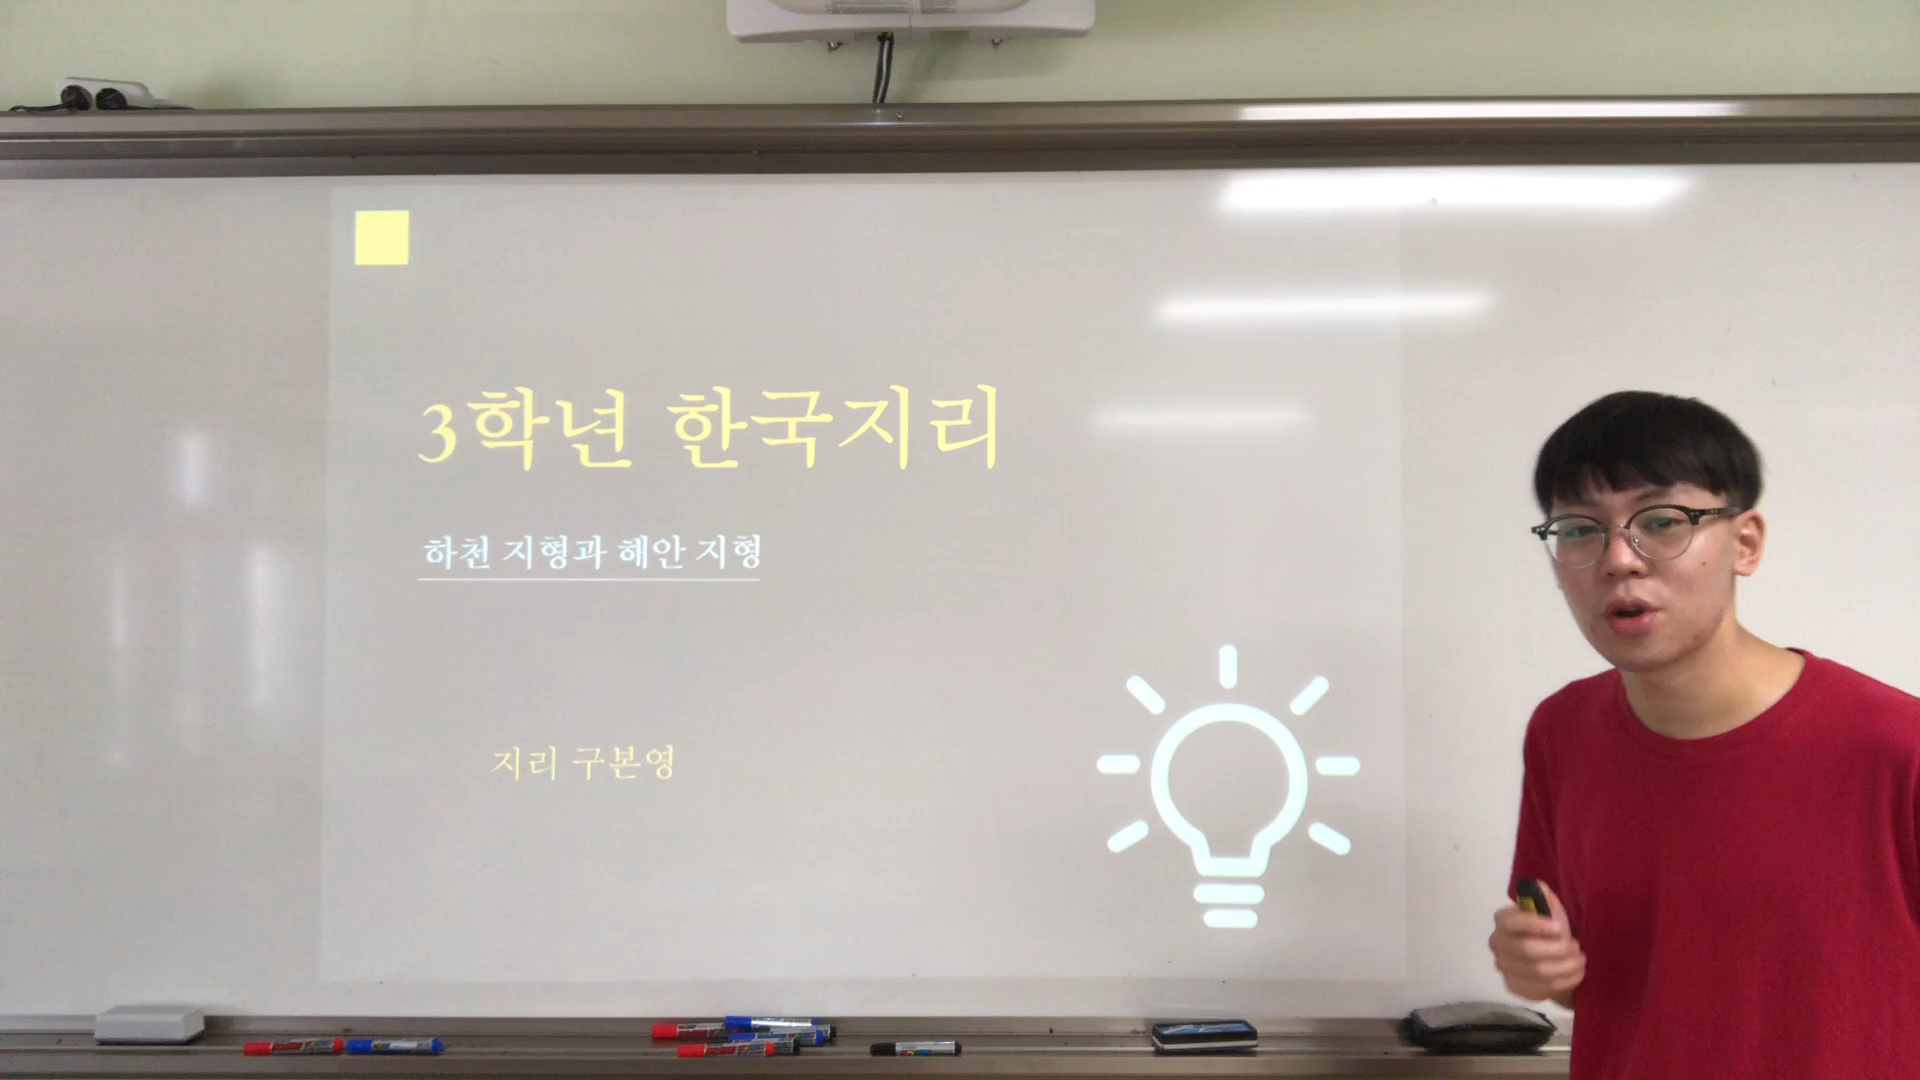 3학년 한국지리
하천 지형과 해안 지형
지리 구본영